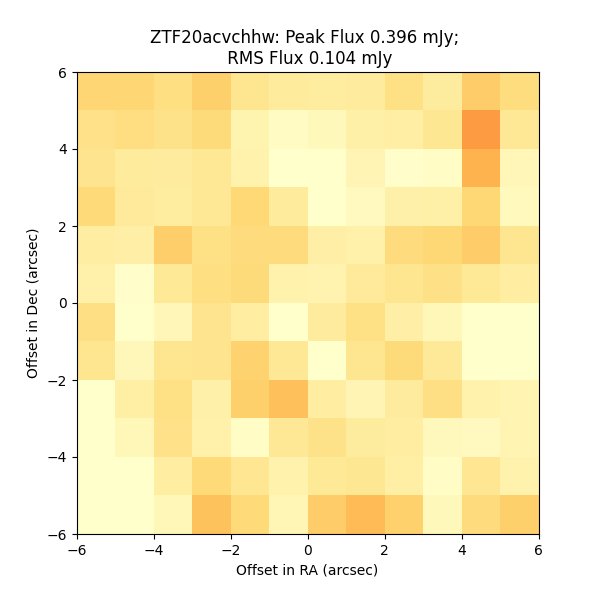 ZTF20acvchhw: Peak Flux 0.396 mJy;
RMS Flux 0.104 mJy
6
4
2
0
−2
−4
−6
Offset in Dec (arcsec)
−6 −4 −2 0 2 4 6
Offset in RA (arcsec)